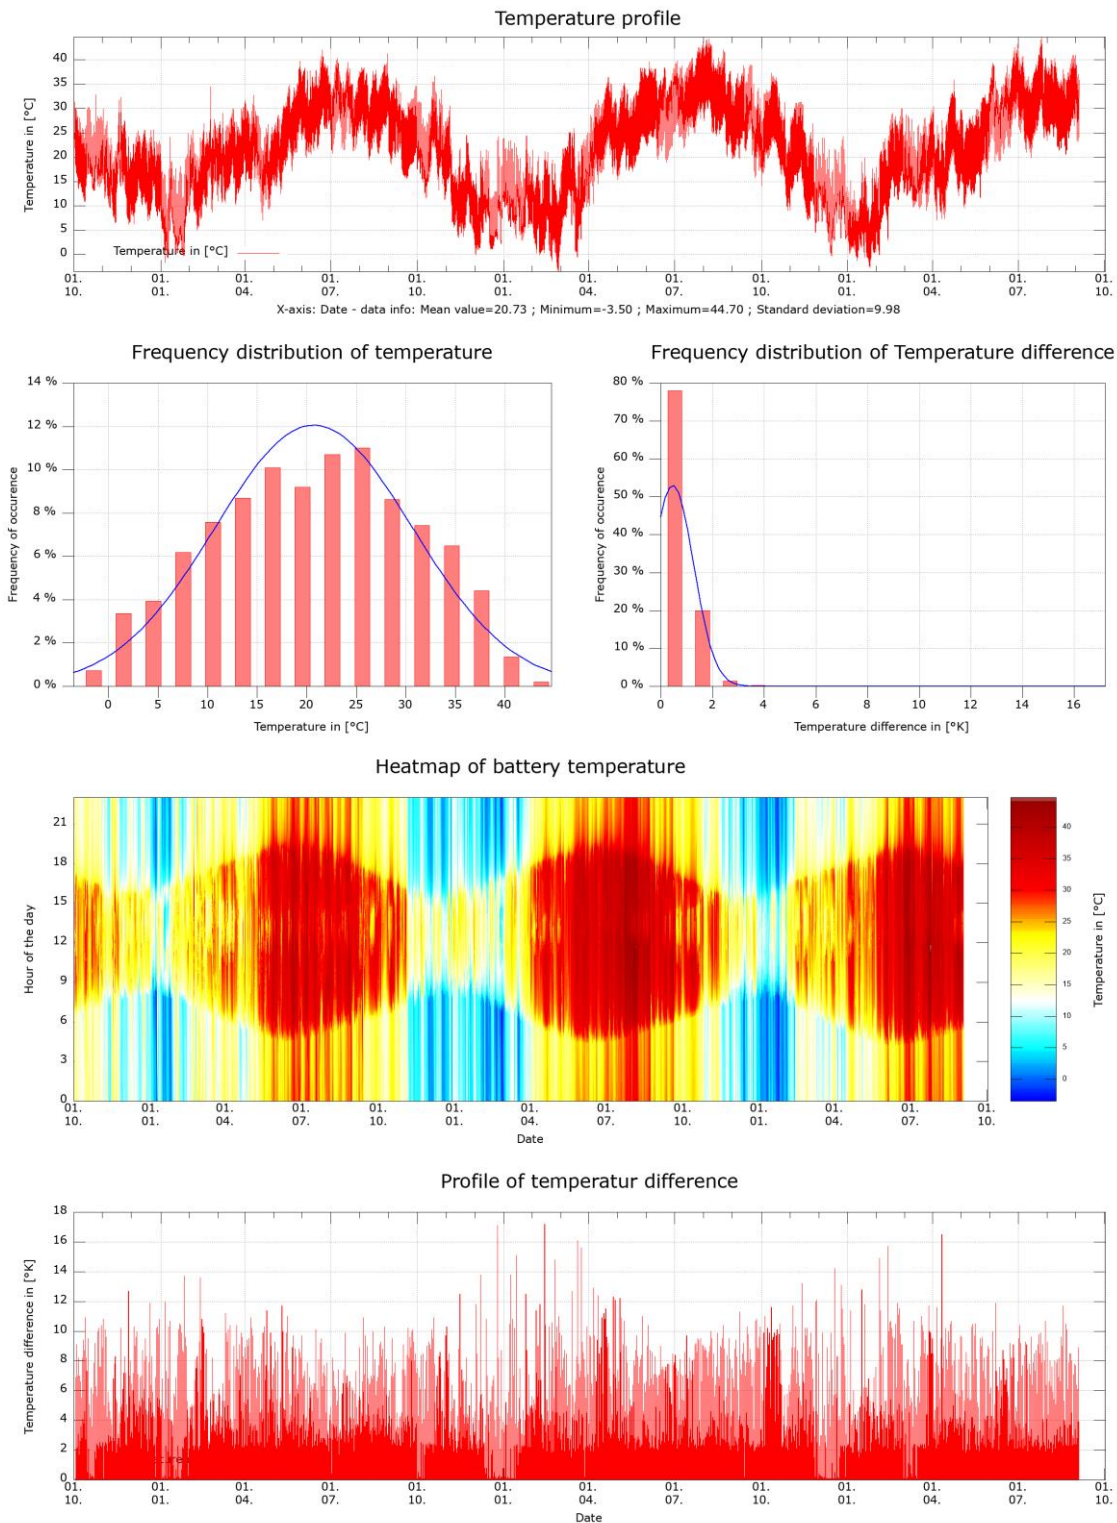 Temperature profile
40
35
30
25
20
15
10
5
0
Temperature in [°C]
Temperature in [°C]
01. 01. 01. 01. 01. 01. 01. 01. 01. 01. 01. 01. 01.
10. 01. 04. 07. 10. 01. 04. 07. 10. 01. 04. 07. 10.
X-axis: Date - data info: Mean value=20.73 ; Minimum=-3.50 ; Maximum=44.70 ; Standard deviation=9.98
Frequency distribution of temperature
14 %
12 %
10 %
8 %
6 %
4 %
2 %
0 %
Frequency of occurence
0 5 10 15 20 25 30 35 40
Temperature in [°C]
Frequency distribution of Temperature difference
80 %
70 %
60 %
50 %
40 %
30 %
20 %
10 %
0 %
Frequency of occurence
0 2 4 6 8 10 12 14 16
Temperature difference in [°K]
Heatmap of battery temperature
21
18
15
12
9
6
3
0
Hour of the day
01. 01. 01. 01. 01. 01. 01. 01. 01. 01. 01. 01. 01.
10. 01. 04. 07. 10. 01. 04. 07. 10. 01. 04. 07. 10.
Date
40
35
30
25
20
15
10
5
0
Temperature in [°C]
Profile of temperatur difference
18
16
14
12
10
8
6
4
2
0
Temperature difference in [°K]
01. 01. 01. 01. 01. 01. 01. 01. 01. 01. 01. 01. 01.
10. 01. 04. 07. 10. 01. 04. 07. 10. 01. 04. 07. 10.
Date